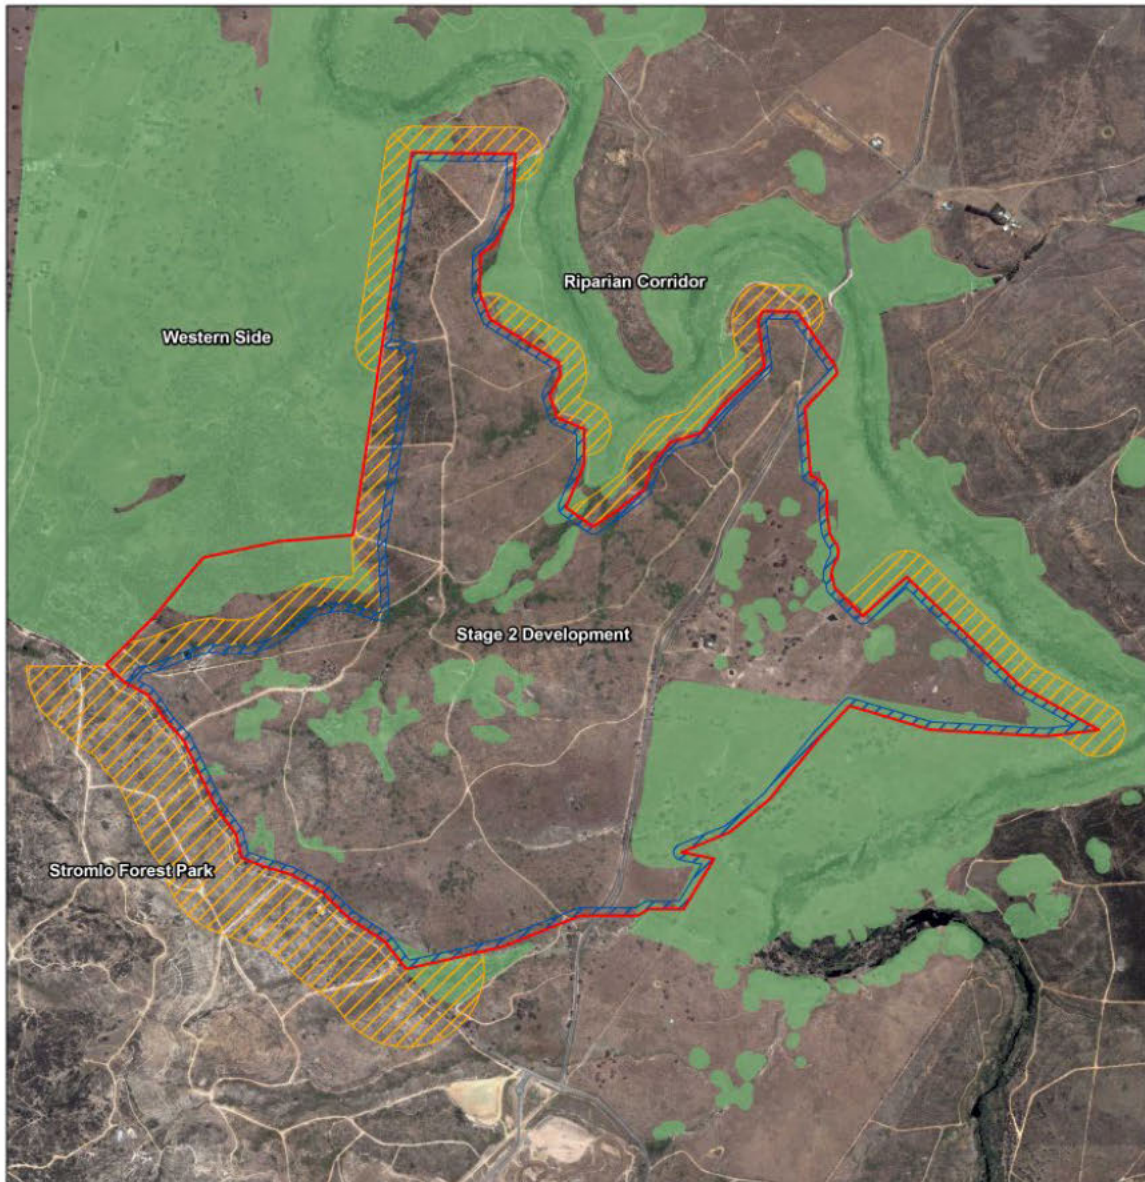 Riparian Corridor
Western Side
Stage 2 Development
Stromlo Forest Park